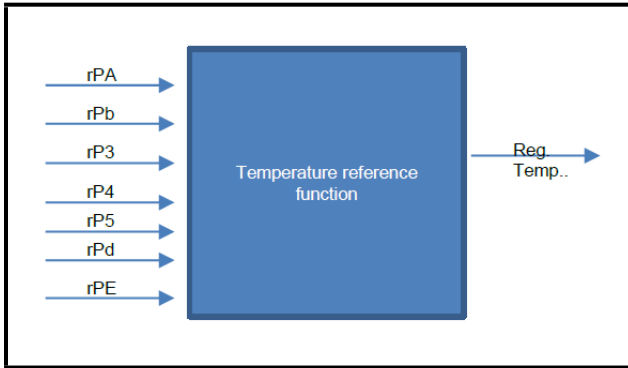 rPA
rPb
rP3
rP4
rP5
rPd
rPE
Temperature reference
function
Reg.
Temp..